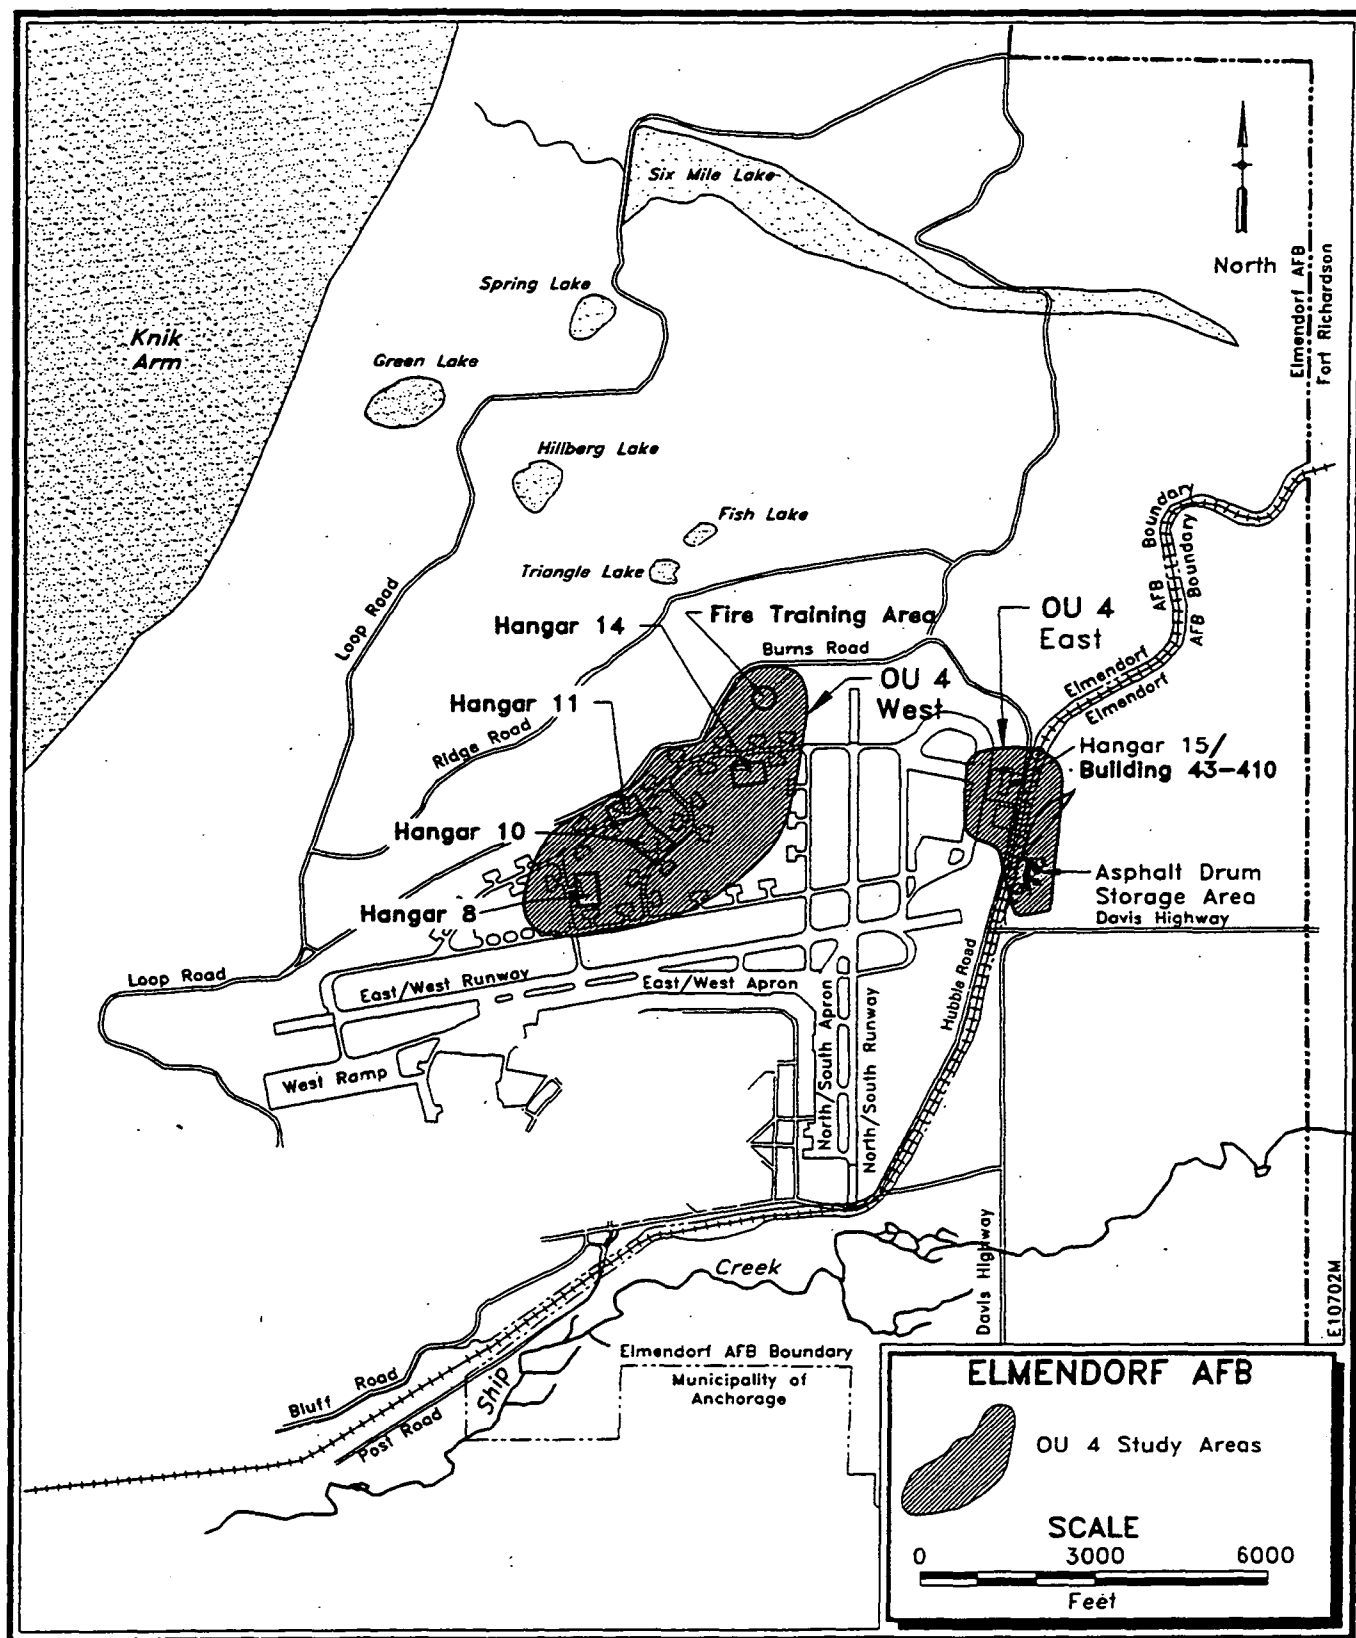 Six Mile Lake
North
Elmendorf AFB
Fort Richardson
Spring Lake
Knik
Arm
Green Lake
Hillberg Lake
Fish Lake
Triangle Lake
Loop Road
AFB Boundary
AFB Boundary
Hangar 14
Fire Training Area
OU 4
East
Burns Road
Elmendorf
Elmendorf
OU 4
West
Hangar 11
Ridge Road
Hangar 15/
Building 43-410
Hangar 10
Asphalt Drum
Storage Area
Davis Highway
Hangar 8
Loop Road
East/West Runway
East/West Apron
Hubble Road
North/South Apron
North/South Runway
West Ramp
Creek
Davis Highway
E10702M
Elmendorf AFB Boundary
Municipality of
Anchorage
Ship
Bluff Road
Post Road
ELMENDORF AFB
OU 4 Study Areas
SCALE
0 3000 6000
Feet